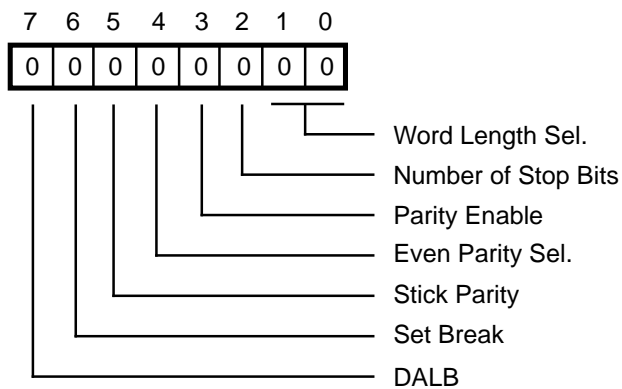 7 6 5 4 3 2 1 0
0 0 0 0 0 0 0 0
Word Length Sel.
Number of Stop Bits
Parity Enable
Even Parity Sel.
Stick Parity
Set Break
DALB